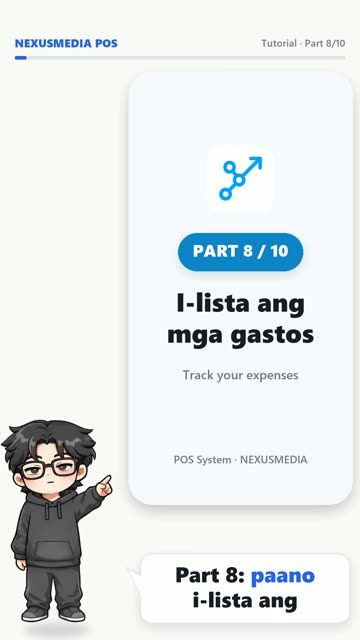 NEXUSMEDIA POS
Tutorial · Part 8/10
PART 8 / 10
I-lista ang
mga gastos
Track your expenses
POS System · NEXUSMEDIA
Part 8: paano
i-lista ang